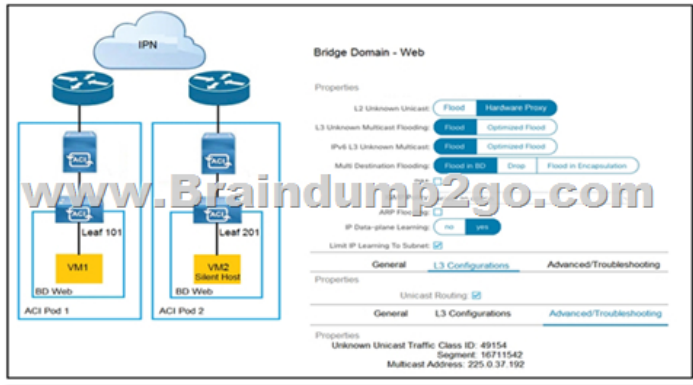 IPN
ACI
ACI
Leaf 101
Leaf 201
VM1
VM2
Silent Host
BD Web
BD Web
ACI Pod 1
ACI Pod 2
Bridge Domain - Web
Properties
L2 Unknown Unicast: Flood Hardware Proxy
L3 Unknown Multicast Flooding: Flood Optimized Flood
IPv6 L3 Unknown Multicast: Flood Optimized Flood
Multi Destination Flooding: Flood in BD Drop Flood in Encapsulation
www.Braindump2go.com
ARP Flooding:
IP Data-plane Learning: no yes
Limit IP Learning To Subnet:
General L3 Configurations Advanced/Troubleshooting
Properties
Unicast Routing:
General L3 Configurations Advanced/Troubleshooting
Properties
Unknown Unicast Traffic Class ID: 49154
Segment: 16711542
Multicast Address: 225.0.37.192